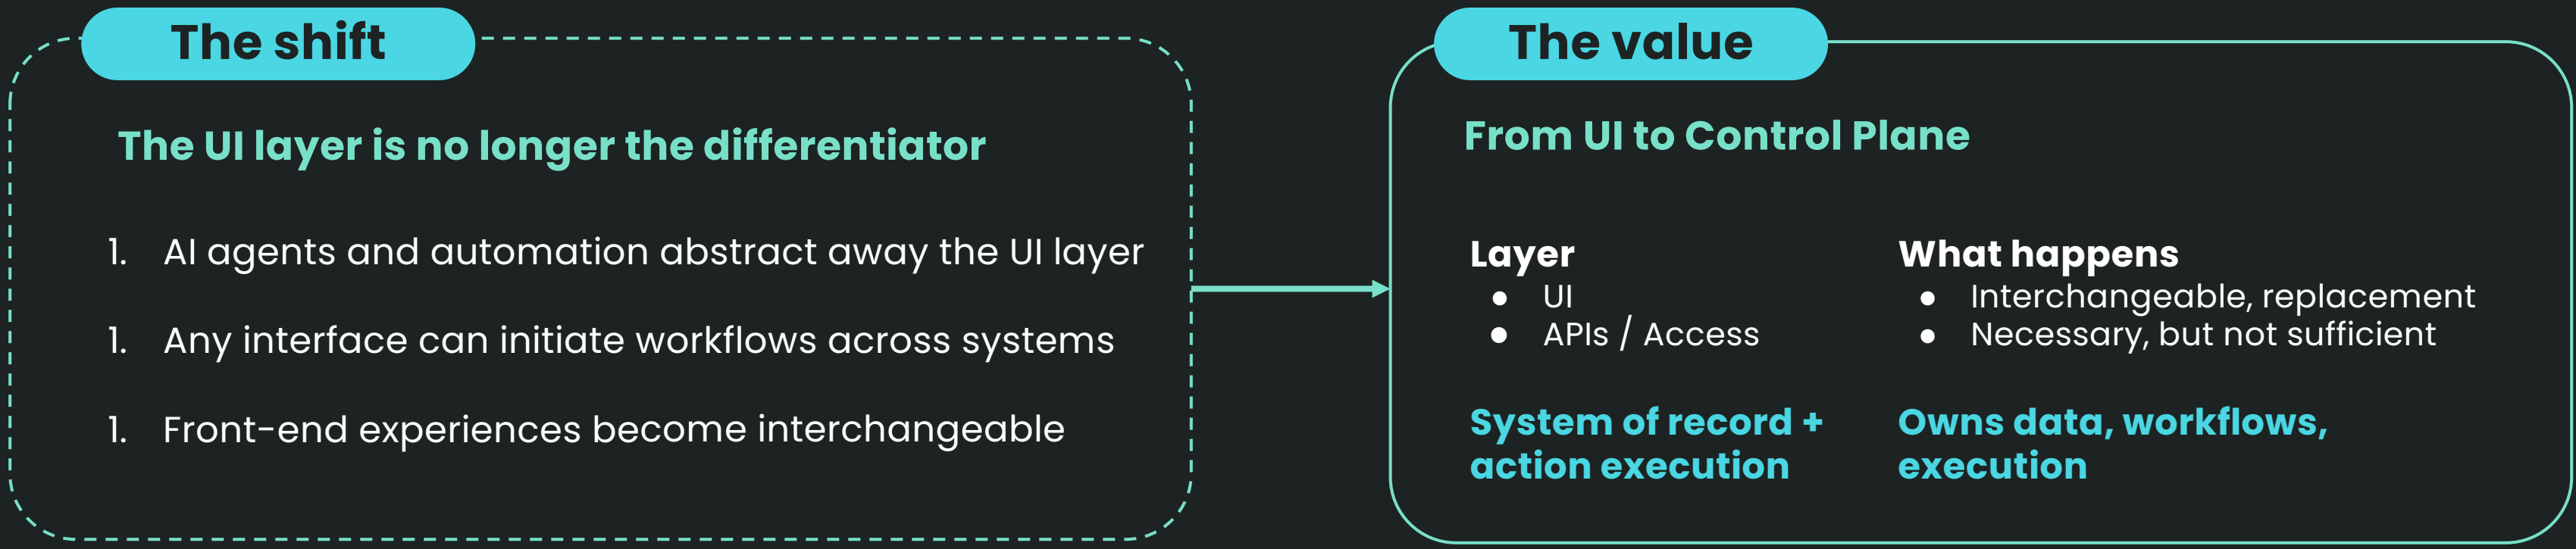 The shift
The UI layer is no longer the differentiator
1. AI agents and automation abstract away the UI layer
1. Any interface can initiate workflows across systems
1. Front-end experiences become interchangeable
The value
From UI to Control Plane
Layer
● UI
● APIs / Access
System of record +
action execution
What happens
● Interchangeable, replacement
● Necessary, but not sufficient
Owns data, workflows,
execution